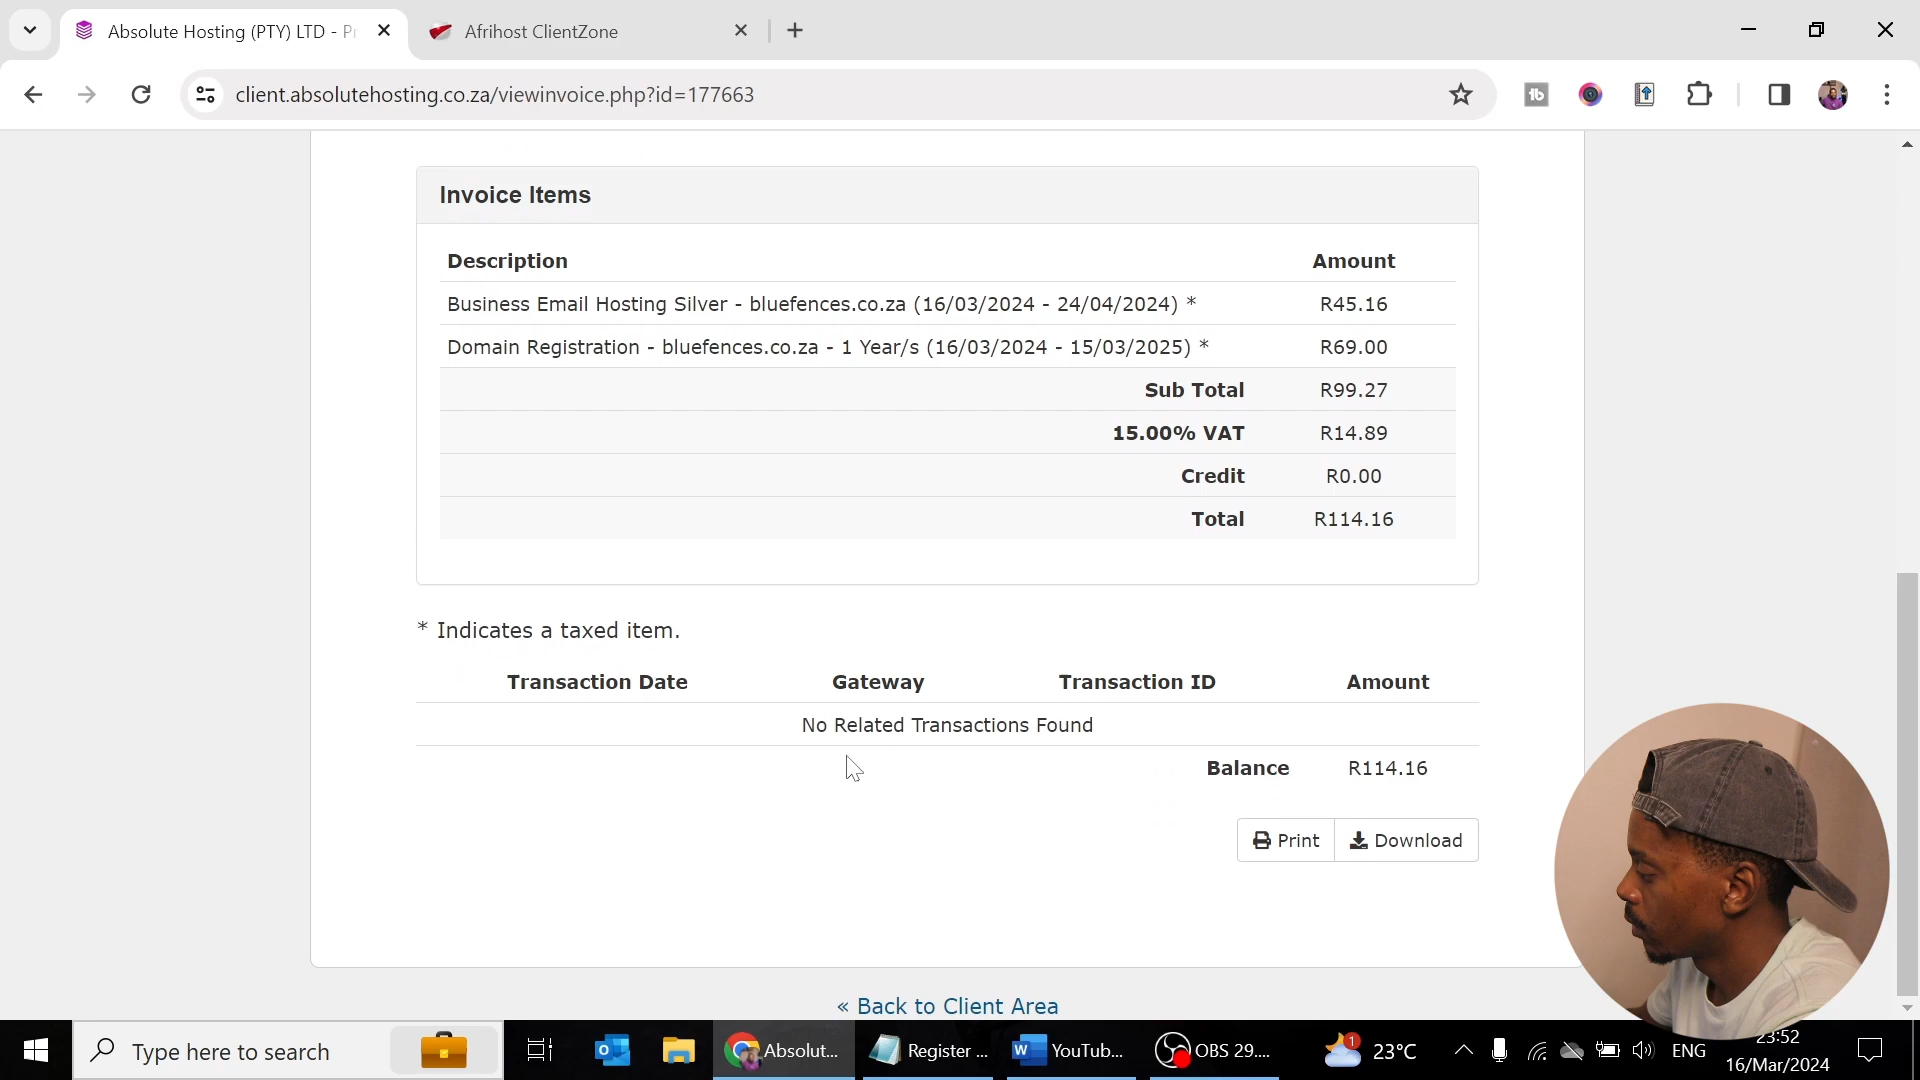 Absolute Hosting (PTY) LTD - Pr
Afrihost ClientZone
client.absolutehosting.co.za/viewinvoice.php?id=177663
Invoice Items
Description Amount
Business Email Hosting Silver - bluefences.co.za (16/03/2024 - 24/04/2024) * R45.16
Domain Registration - bluefences.co.za - 1 Year/s (16/03/2024 - 15/03/2025) * R69.00
Sub Total R99.27
15.00% VAT R14.89
Credit R0.00
Total R114.16
* Indicates a taxed item.
Transaction Date Gateway Transaction ID Amount
No Related Transactions Found
Balance R114.16
Print Download
« Back to Client Area
Type here to search
Absolut...
Register ...
YouTub...
OBS 29....
1
23°C
ENG
23:52
16/Mar/2024